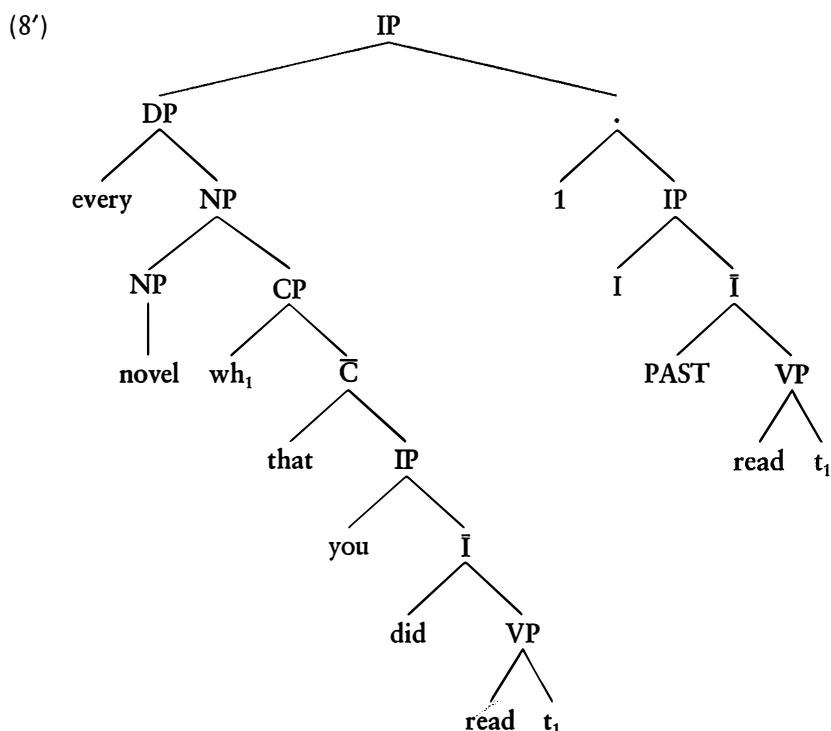 (8′) IP
DP .
every NP 1 IP
NP CP I Ī
novel wh₁ C̅ PAST VP
that IP read t₁
you Ī
did VP
read t₁